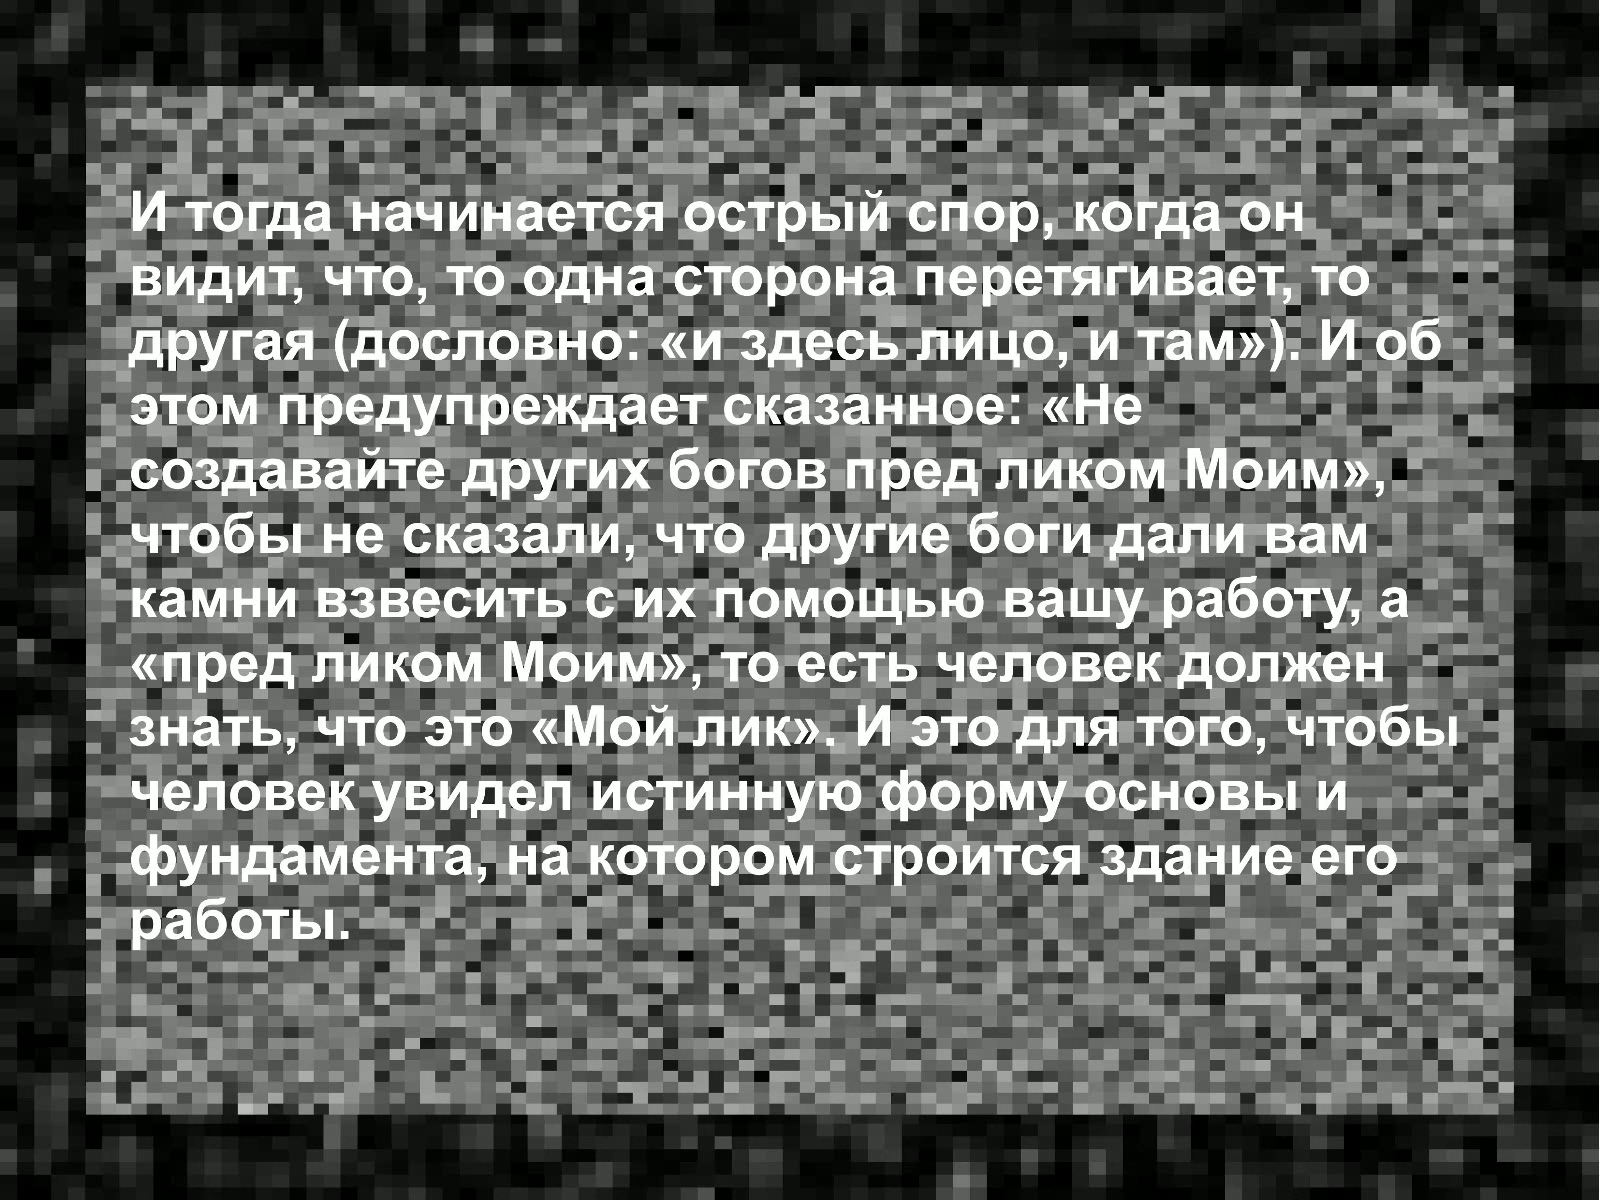 И тогда начинается острый спор, когда он
видит, что, то одна сторона перетягивает, то
другая (дословно: «и здесь лицо, и там»). И об
этом предупреждает сказанное: «Не
создавайте других богов пред ликом Моим»,
чтобы не сказали, что другие боги дали вам
камни взвесить с их помощью вашу работу, а
«пред ликом Моим», то есть человек должен
знать, что это «Мой лик». И это для того, чтобы
человек увидел истинную форму основы и
фундамента, на котором строится здание его
работы.